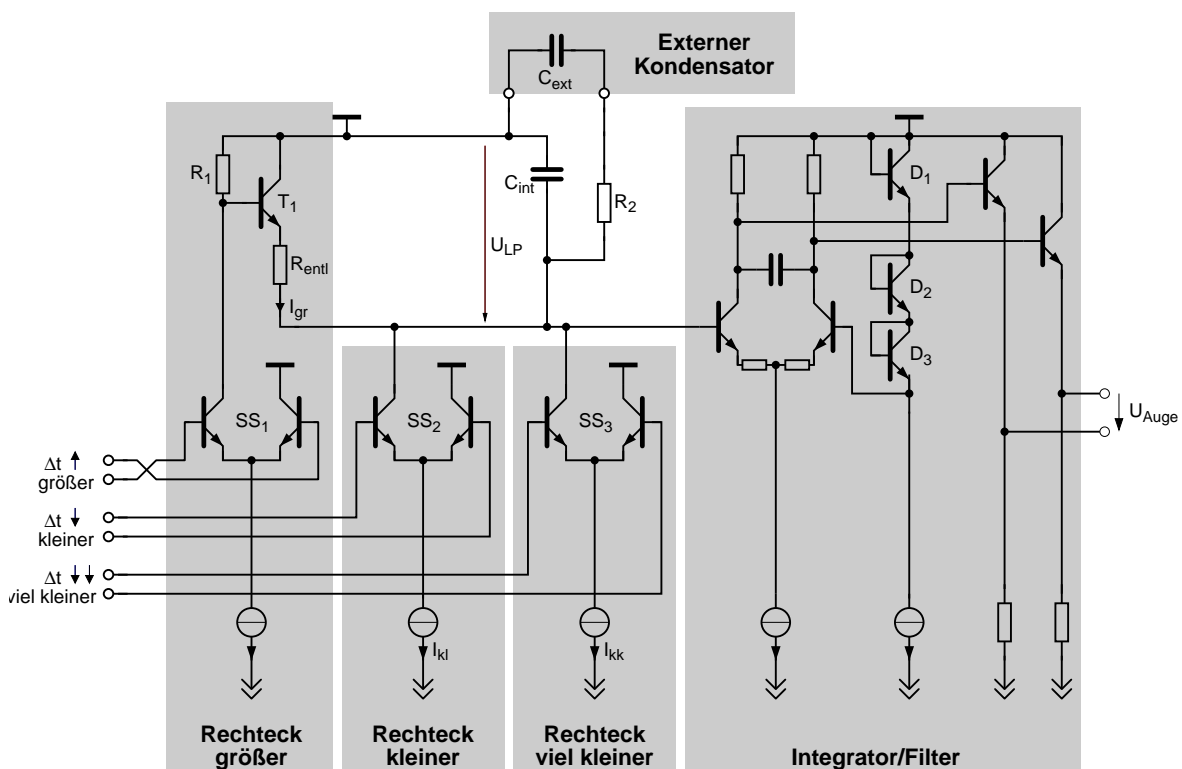 Externer
Kondensator
C_ext
R_1
T_1
C_int
R_2
D_1
U_LP
R_entl
I_gr
D_2
D_3
SS_1
SS_2
SS_3
U_Auge
Δt ↑
größer
Δt ↓
kleiner
Δt ↓↓
viel kleiner
I_kl
I_kk
Rechteck
größer
Rechteck
kleiner
Rechteck
viel kleiner
Integrator/Filter